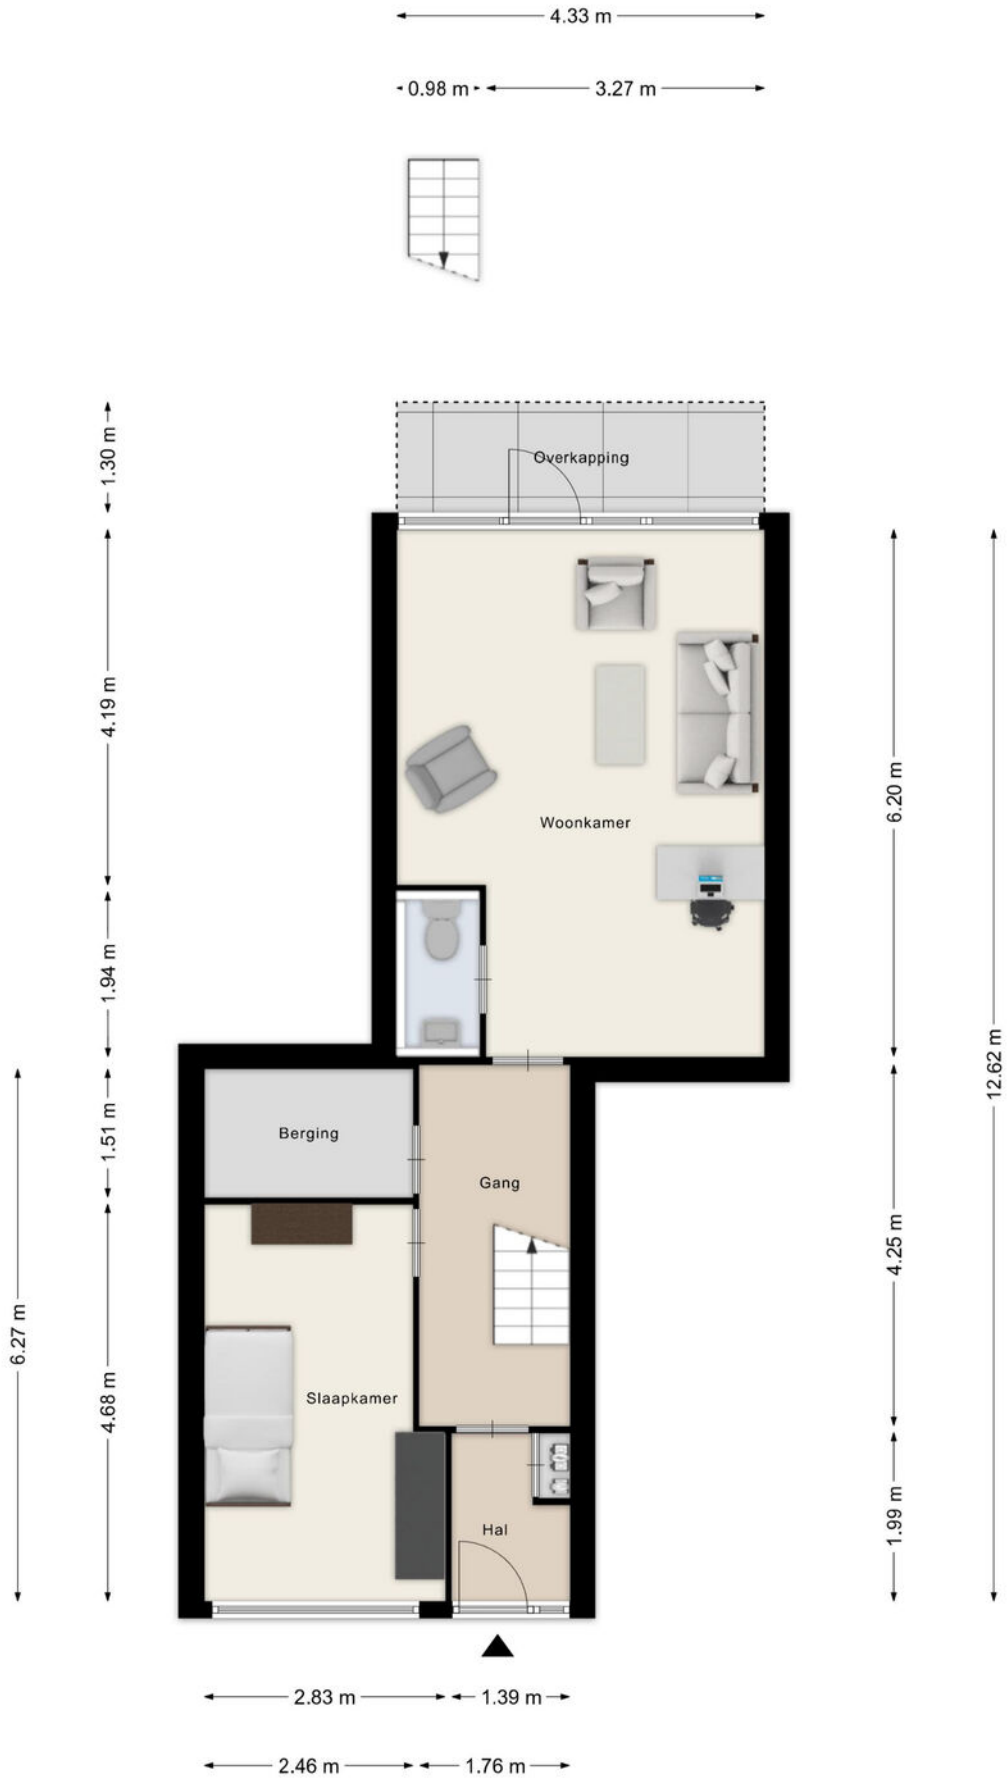 4.33 m
0.98 m
3.27 m
Overkapping
1.30 m
4.19 m
6.20 m
Woonkamer
1.94 m
12.62 m
Berging
1.51 m
Gang
4.25 m
6.27 m
4.68 m
Slaapkamer
1.99 m
Hal
2.83 m
1.39 m
2.46 m
1.76 m